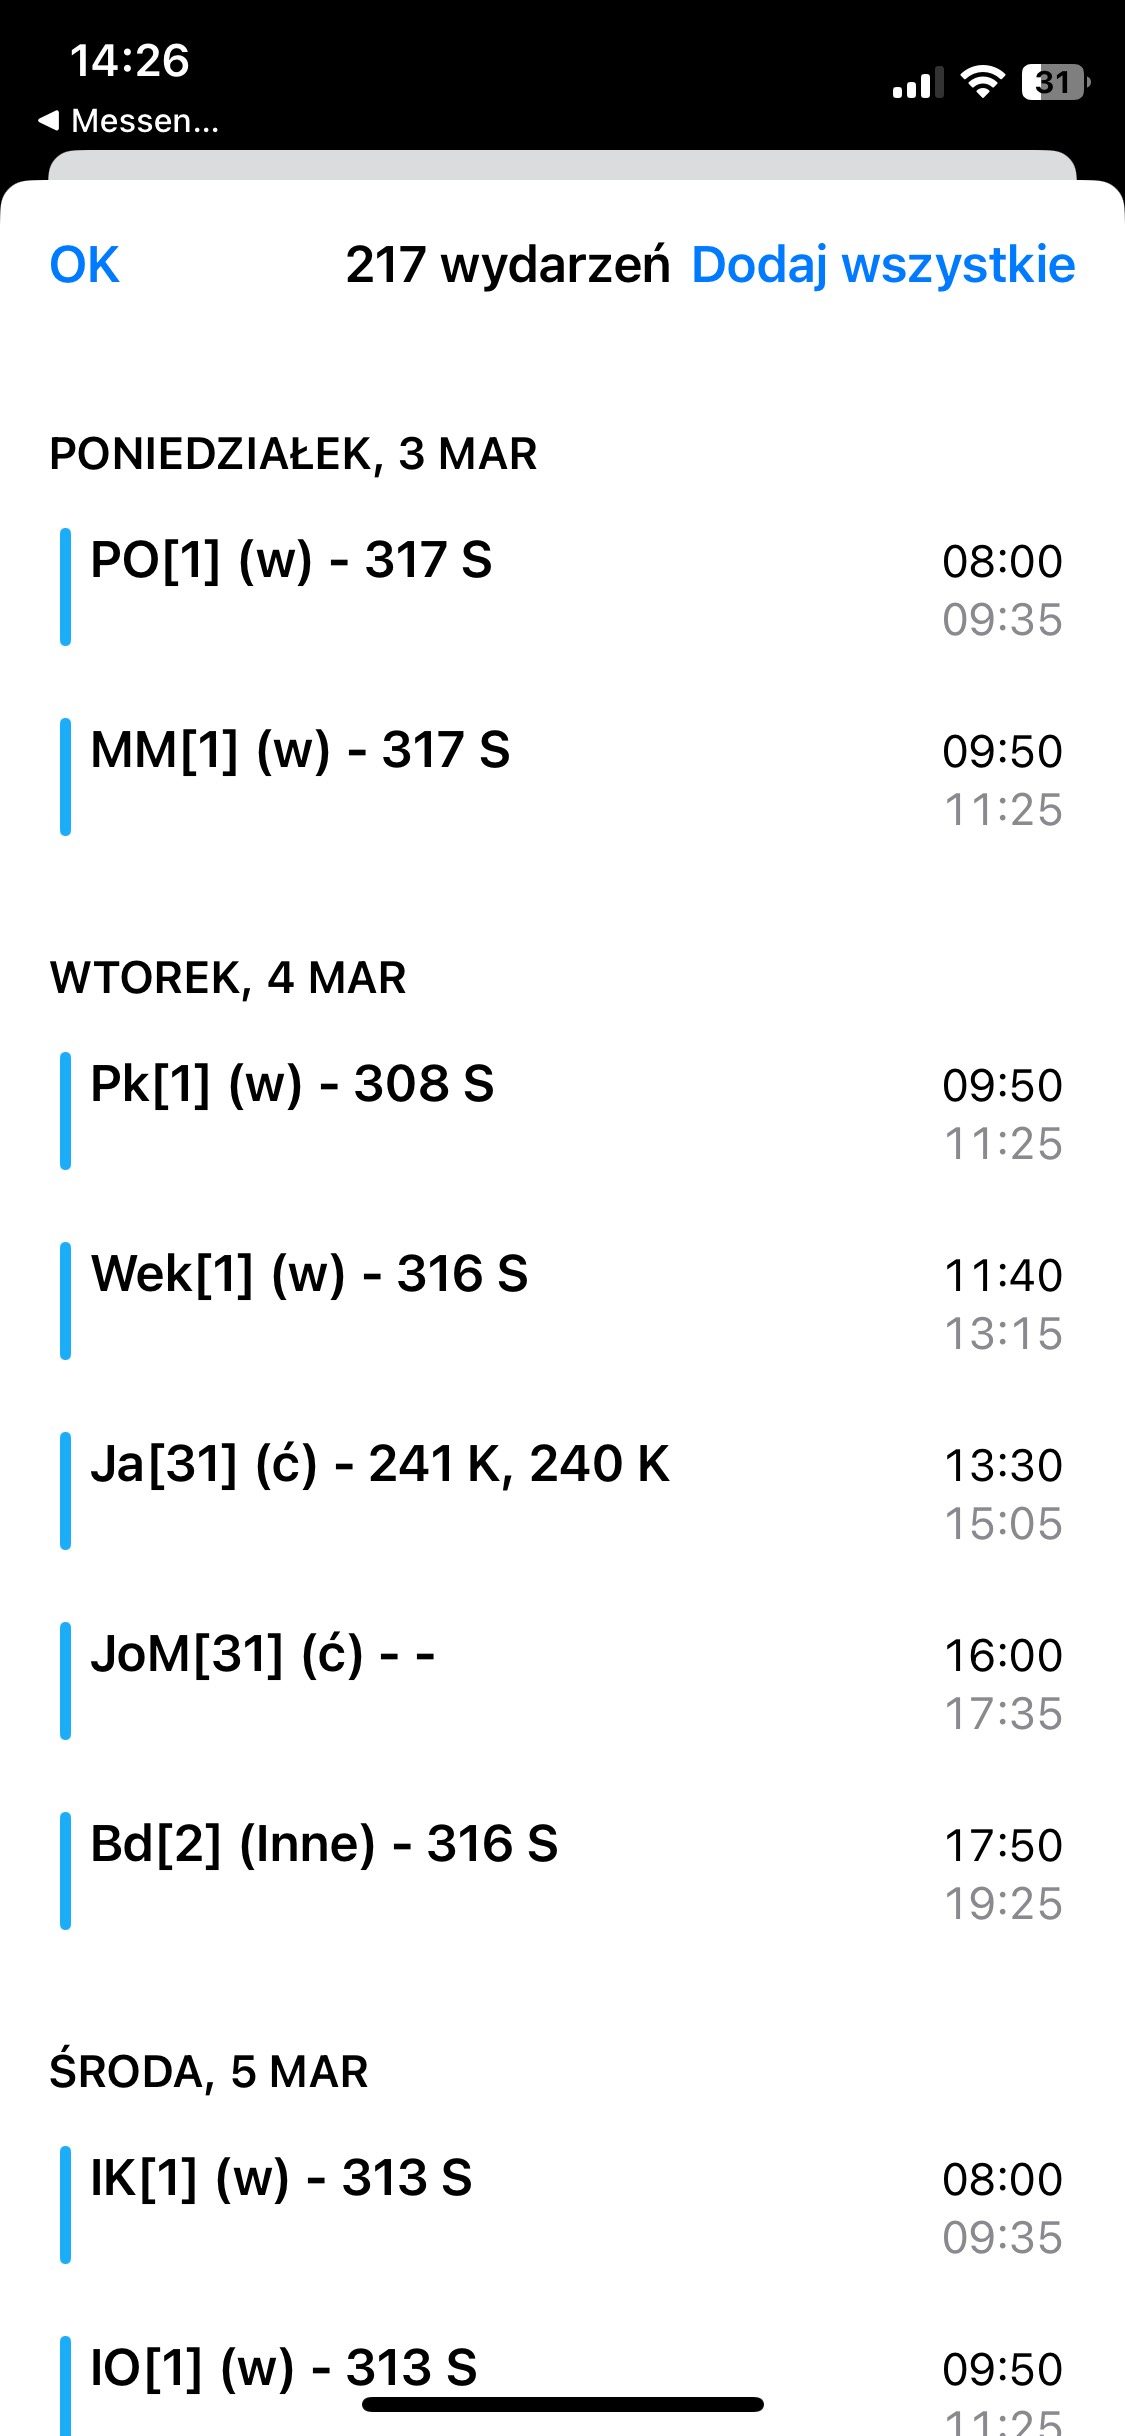 14:26
31
◀ Messen...
OK 217 wydarzeń Dodaj wszystkie
PONIEDZIAŁEK, 3 MAR
PO[1] (w) - 317 S 08:00
09:35
MM[1] (w) - 317 S 09:50
11:25
WTOREK, 4 MAR
Pk[1] (w) - 308 S 09:50
11:25
Wek[1] (w) - 316 S 11:40
13:15
Ja[31] (ć) - 241 K, 240 K 13:30
15:05
JoM[31] (ć) - - 16:00
17:35
Bd[2] (Inne) - 316 S 17:50
19:25
ŚRODA, 5 MAR
IK[1] (w) - 313 S 08:00
09:35
IO[1] (w) - 313 S 09:50
11:25